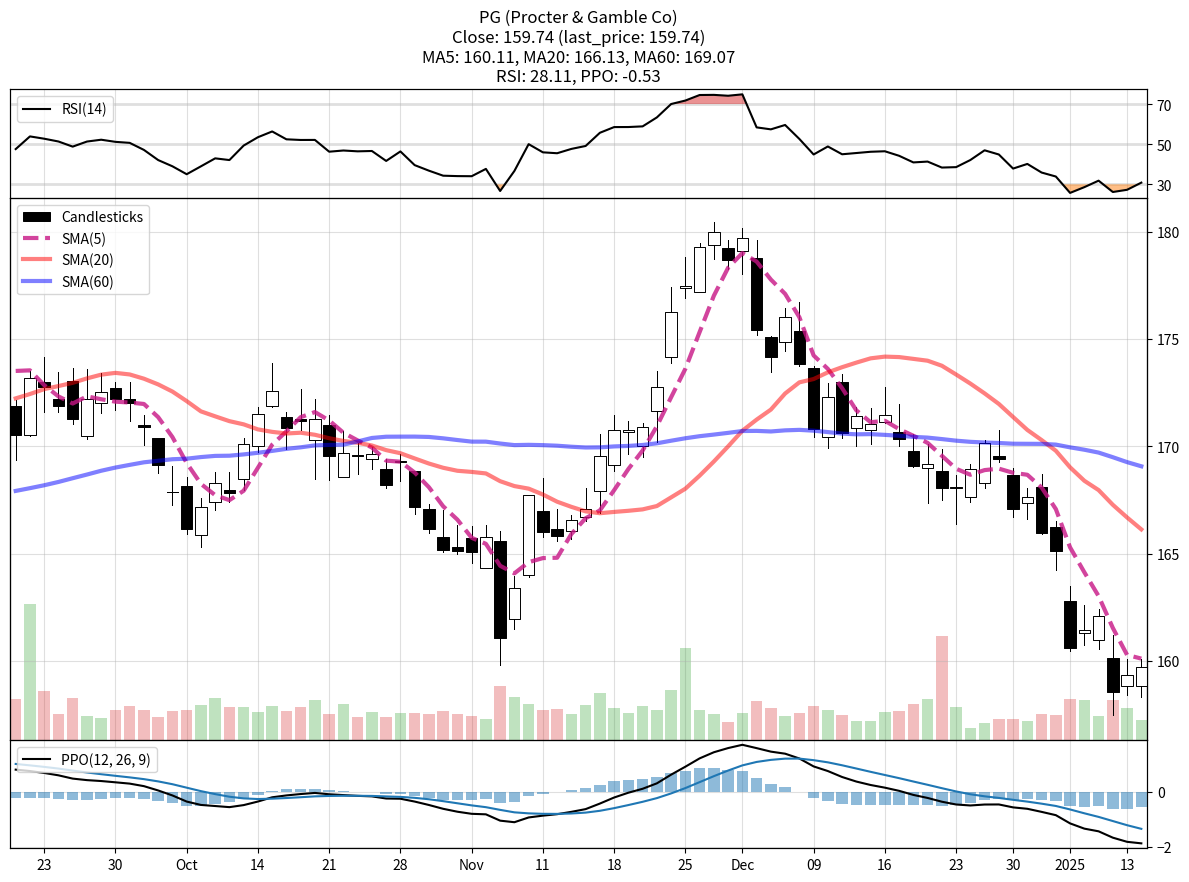 PG (Procter & Gamble Co)
Close: 159.74 (last_price: 159.74)
MA5: 160.11, MA20: 166.13, MA60: 169.07
RSI: 28.11, PPO: -0.53
RSI(14)
70
50
30
Candlesticks
SMA(5)
SMA(20)
SMA(60)
180
175
170
165
160
PPO(12, 26, 9)
0
−2
23 30 Oct 14 21 28 Nov 11 18 25 Dec 09 16 23 30 2025 13